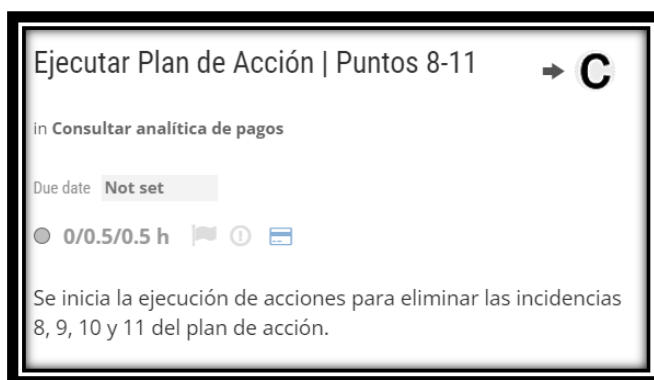 Ejecutar Plan de Acción | Puntos 8-11
C
in Consultar analítica de pagos
Due date Not set
0/0.5/0.5 h
Se inicia la ejecución de acciones para eliminar las incidencias
8, 9, 10 y 11 del plan de acción.